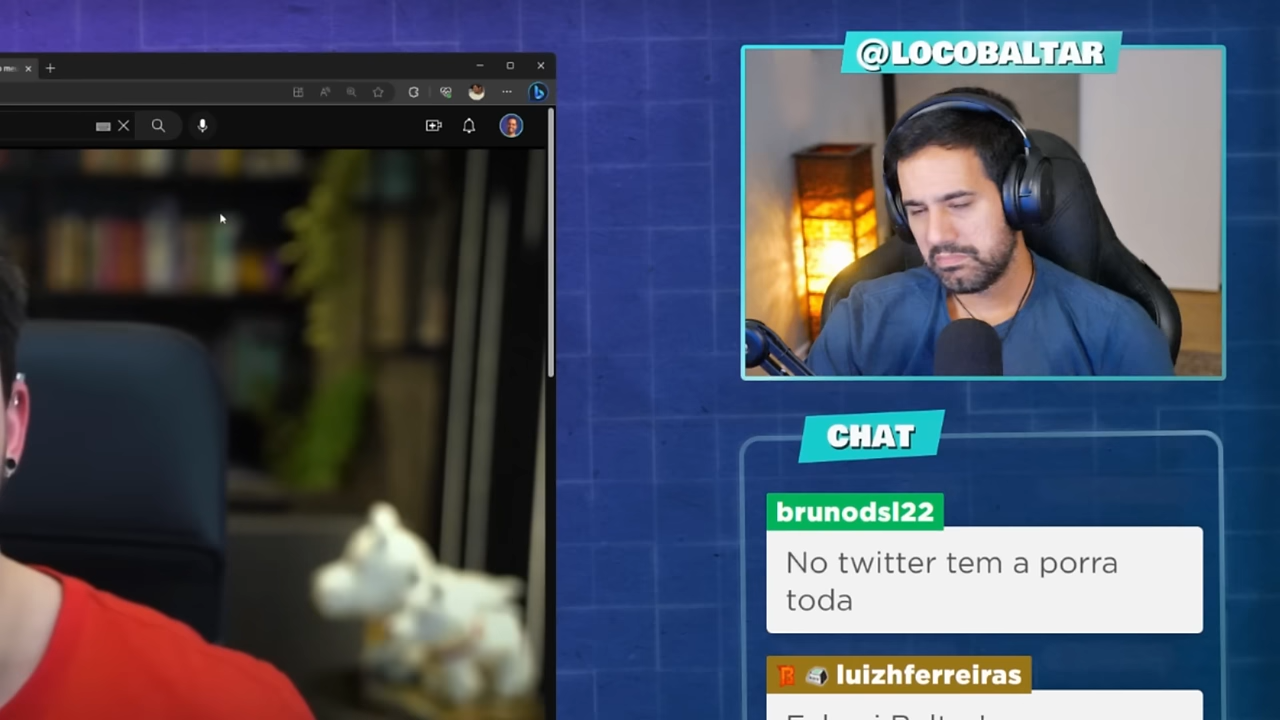 @LOCOBALTAR
CHAT
brunodsl22
No twitter tem a porra
toda
luizhferreiras